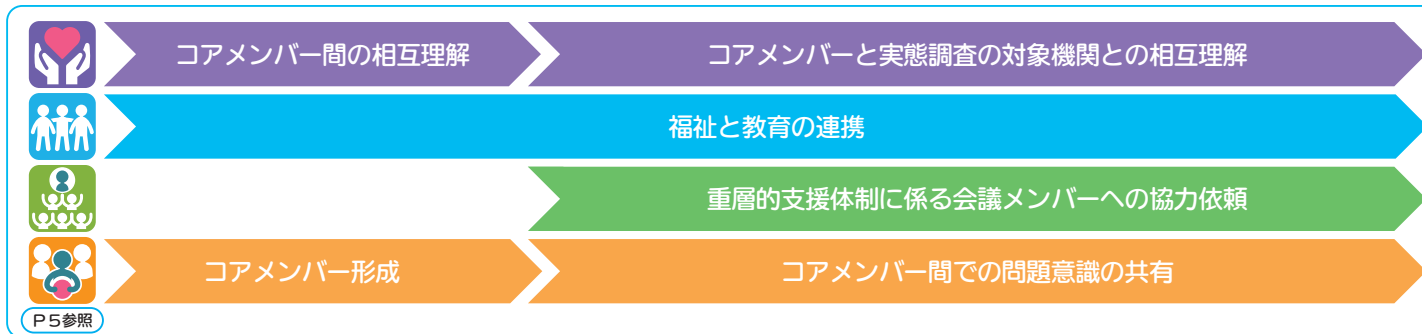 コアメンバー間の相互理解
コアメンバーと実態調査の対象機関との相互理解
福祉と教育の連携
重層的支援体制に係る会議メンバーへの協力依頼
コアメンバー形成
コアメンバー間での問題意識の共有
P5参照